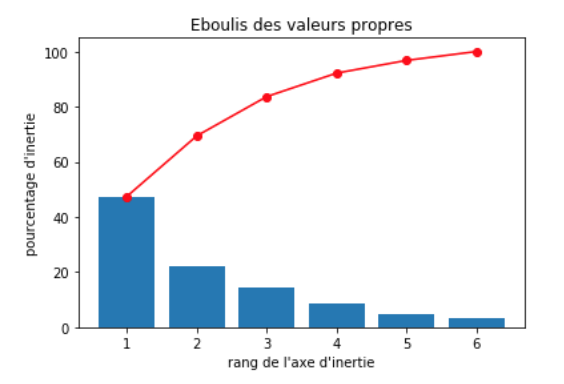 Eboulis des valeurs propres
pourcentage d'inertie
100
80
60
40
20
0
1 2 3 4 5 6
rang de l'axe d'inertie